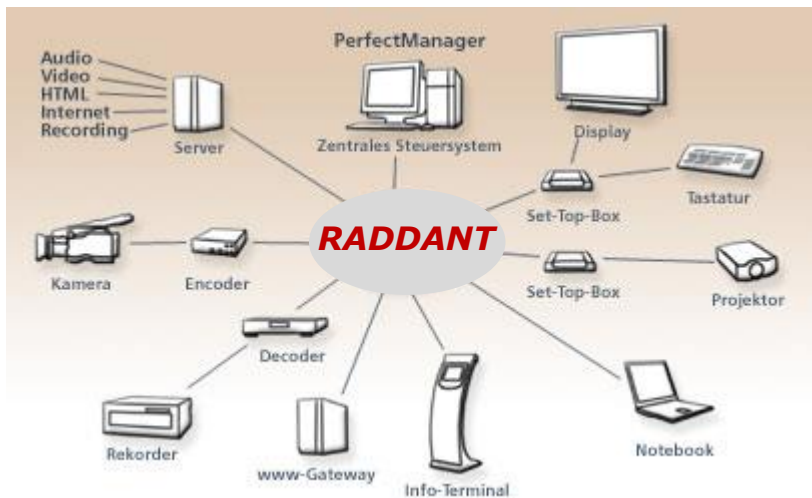 PerfectManager
Audio
Video
HTML
Internet
Recording
Server
Zentrales Steuersystem
Display
Set-Top-Box
Tastatur
RADDANT
Kamera
Encoder
Set-Top-Box
Projektor
Decoder
Rekorder
www-Gateway
Info-Terminal
Notebook